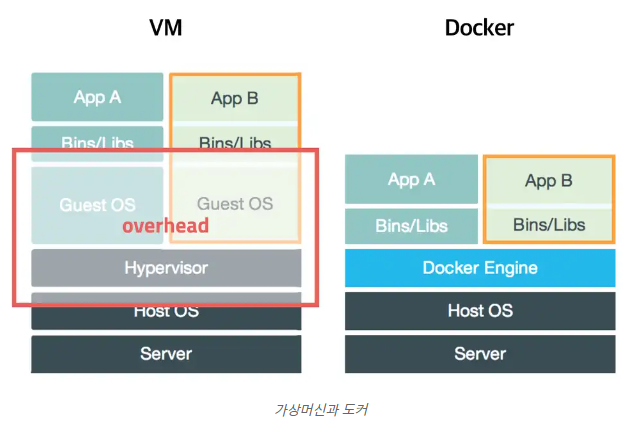 VM
Docker
App A
App B
Bins/Libs
Bins/Libs
Guest OS
Guest OS
overhead
Hypervisor
Host OS
Server
App A
App B
Bins/Libs
Bins/Libs
Docker Engine
Host OS
Server
가상머신과 도커